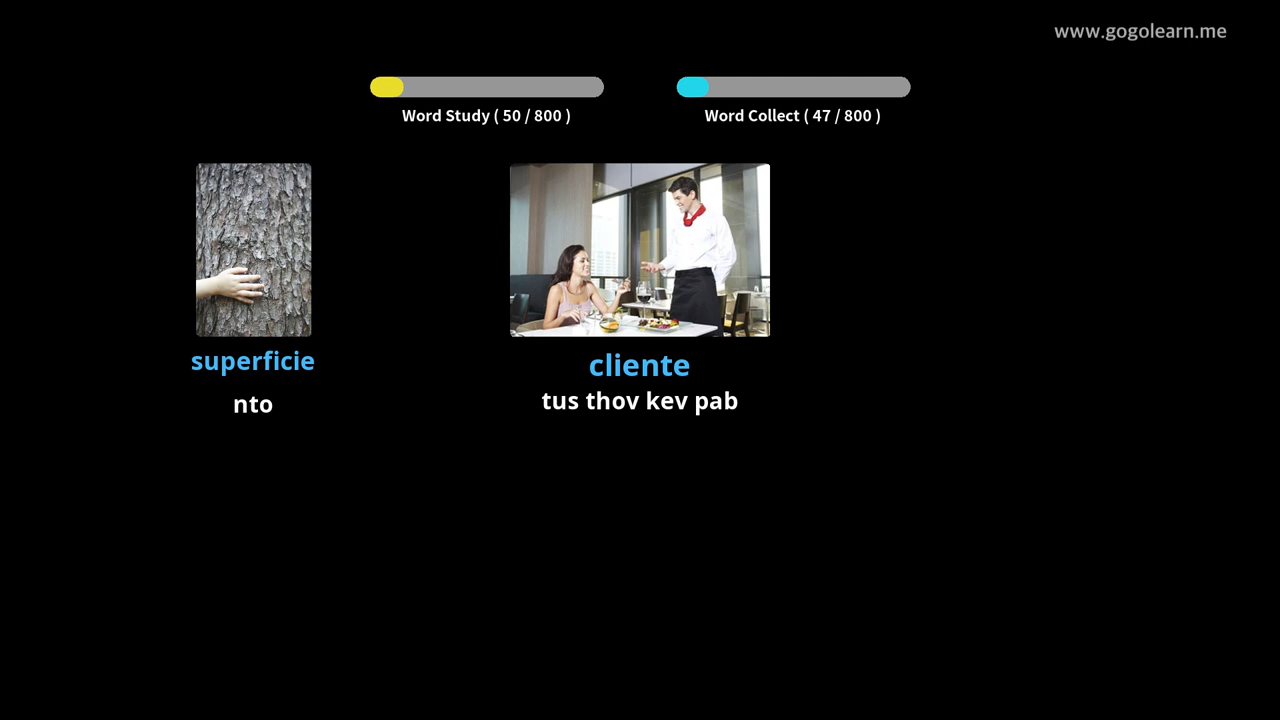 www.gogolearn.me
Word Study ( 50 / 800 )
Word Collect ( 47 / 800 )
superficie
nto
cliente
tus thov kev pab